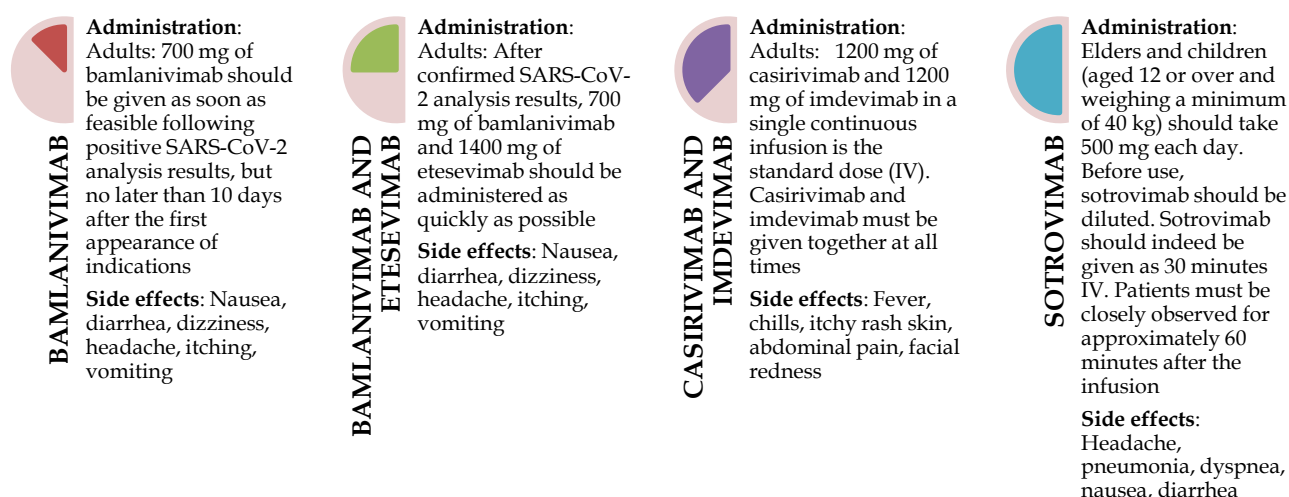 BAMLANIVIMAB
Administration:
Adults: 700 mg of
bamlanivimab should
be given as soon as
feasible following
positive SARS-CoV-2
analysis results, but
no later than 10 days
after the first
appearance of
indications
Side effects: Nausea,
diarrhea, dizziness,
headache, itching,
vomiting
BAMLANIVIMAB AND
ETESEVIMAB
Administration:
Adults: After
confirmed SARS-CoV-
2 analysis results, 700
mg of bamlanivimab
and 1400 mg of
etesevimab should be
administered as
quickly as possible
Side effects: Nausea,
diarrhea, dizziness,
headache, itching,
vomiting
CASIRIVIMAB AND
IMDEVIMAB
Administration:
Adults: 1200 mg of
casirivimab and 1200
mg of imdevimab in a
single continuous
infusion is the
standard dose (IV).
Casirivimab and
imdevimab must be
given together at all
times
Side effects: Fever,
chills, itchy rash skin,
abdominal pain, facial
redness
SOTROVIMAB
Administration:
Elders and children
(aged 12 or over and
weighing a minimum
of 40 kg) should take
500 mg each day.
Before use,
sotrovimab should be
diluted. Sotrovimab
should indeed be
given as 30 minutes
IV. Patients must be
closely observed for
approximately 60
minutes after the
infusion
Side effects:
Headache,
pneumonia, dyspnea,
nausea, diarrhea